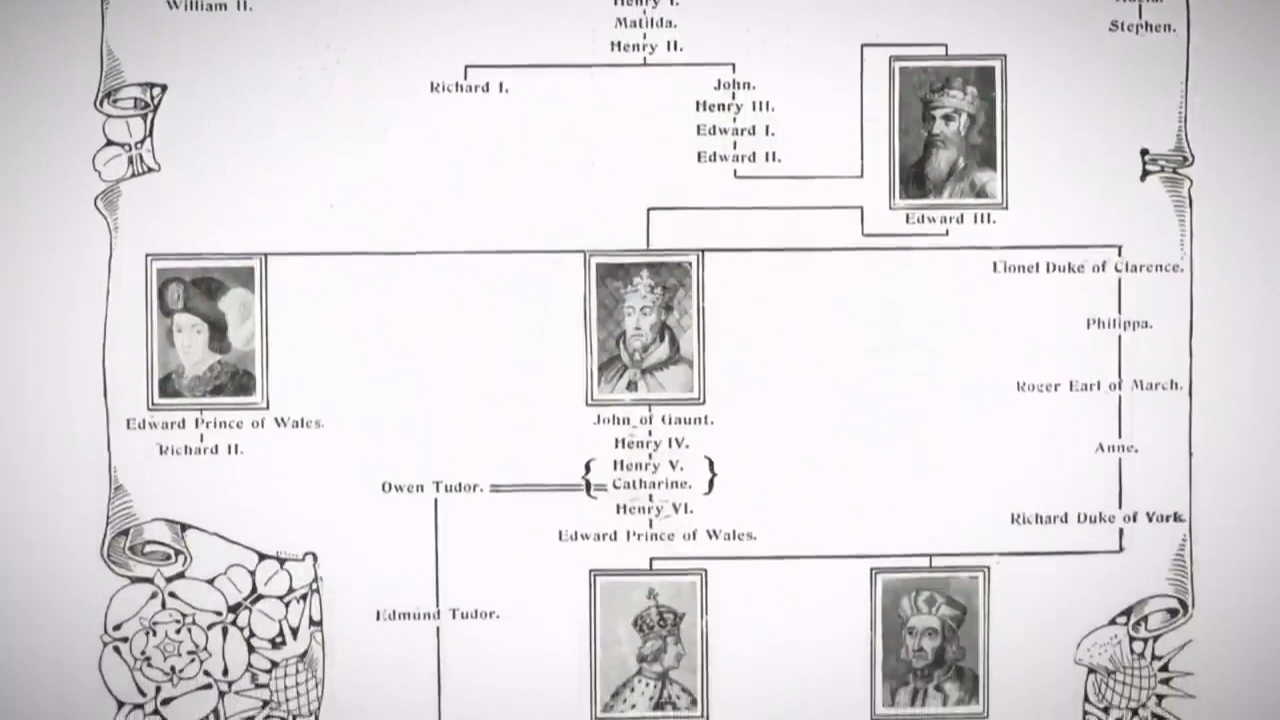 William II.
Henry I.
Matilda.
Stephen.
Henry II.
Richard I.
John.
Henry III.
Edward I.
Edward II.
Edward III.
Lionel Duke of Clarence.
Philippa.
Roger Earl of March.
Edward Prince of Wales.
John of Gaunt.
Richard II.
Henry IV.
Anne.
Henry V.
Owen Tudor.
Catharine.
Henry VI.
Richard Duke of York.
Edward Prince of Wales.
Edmund Tudor.